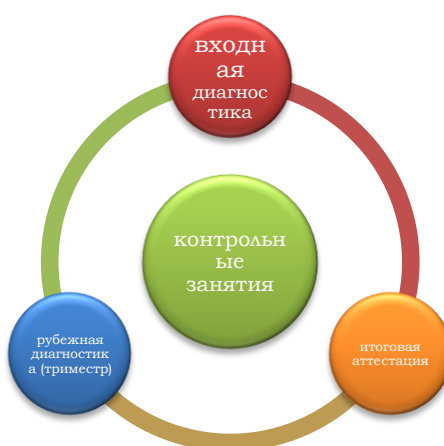 входн
ая
диагнос
тика
контрольн
ые
занятия
рубежная
диагностик
а (триместр)
итоговая
аттестация